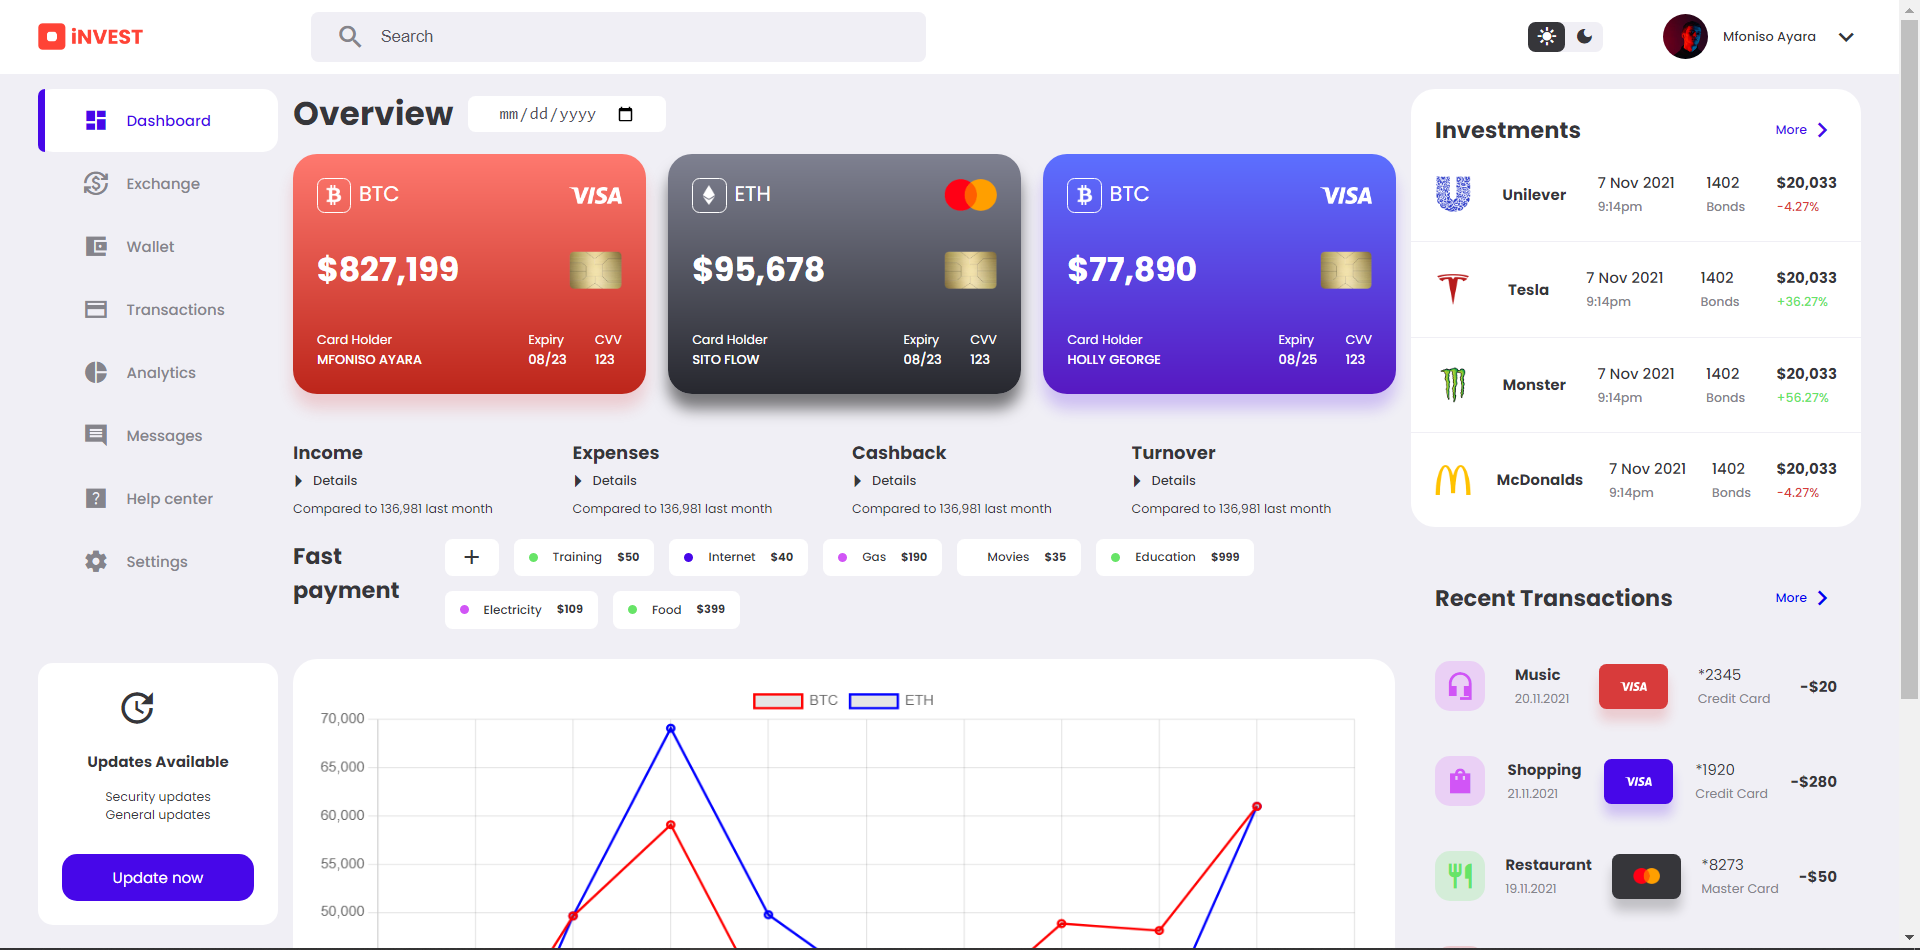 iNVEST
Search
Mfoniso Ayara
Dashboard
Exchange
Wallet
Transactions
Analytics
Messages
Help center
Settings
Updates Available
Security updates
General updates
Update now
Overview
mm/dd/yyyy
BTC
VISA
$827,199
Card Holder Expiry CVV
MFONISO AYARA 08/23 123
ETH
$95,678
Card Holder Expiry CVV
SITO FLOW 08/23 123
BTC
VISA
$77,890
Card Holder Expiry CVV
HOLLY GEORGE 08/25 123
Income
Details
Compared to 136,981 last month
Expenses
Details
Compared to 136,981 last month
Cashback
Details
Compared to 136,981 last month
Turnover
Details
Compared to 136,981 last month
Fast
payment
+
Training $50
Internet $40
Gas $190
Movies $35
Education $999
Electricity $109
Food $399
BTC ETH
70,000
65,000
60,000
55,000
50,000
Investments
More
Unilever
7 Nov 2021 1402 $20,033
9:14pm Bonds -4.27%
Tesla
7 Nov 2021 1402 $20,033
9:14pm Bonds +36.27%
Monster
7 Nov 2021 1402 $20,033
9:14pm Bonds +56.27%
McDonalds
7 Nov 2021 1402 $20,033
9:14pm Bonds -4.27%
Recent Transactions
More
Music
20.11.2021
VISA
*2345
Credit Card
-$20
Shopping
21.11.2021
VISA
*1920
Credit Card
-$280
Restaurant
19.11.2021
*8273
Master Card
-$50